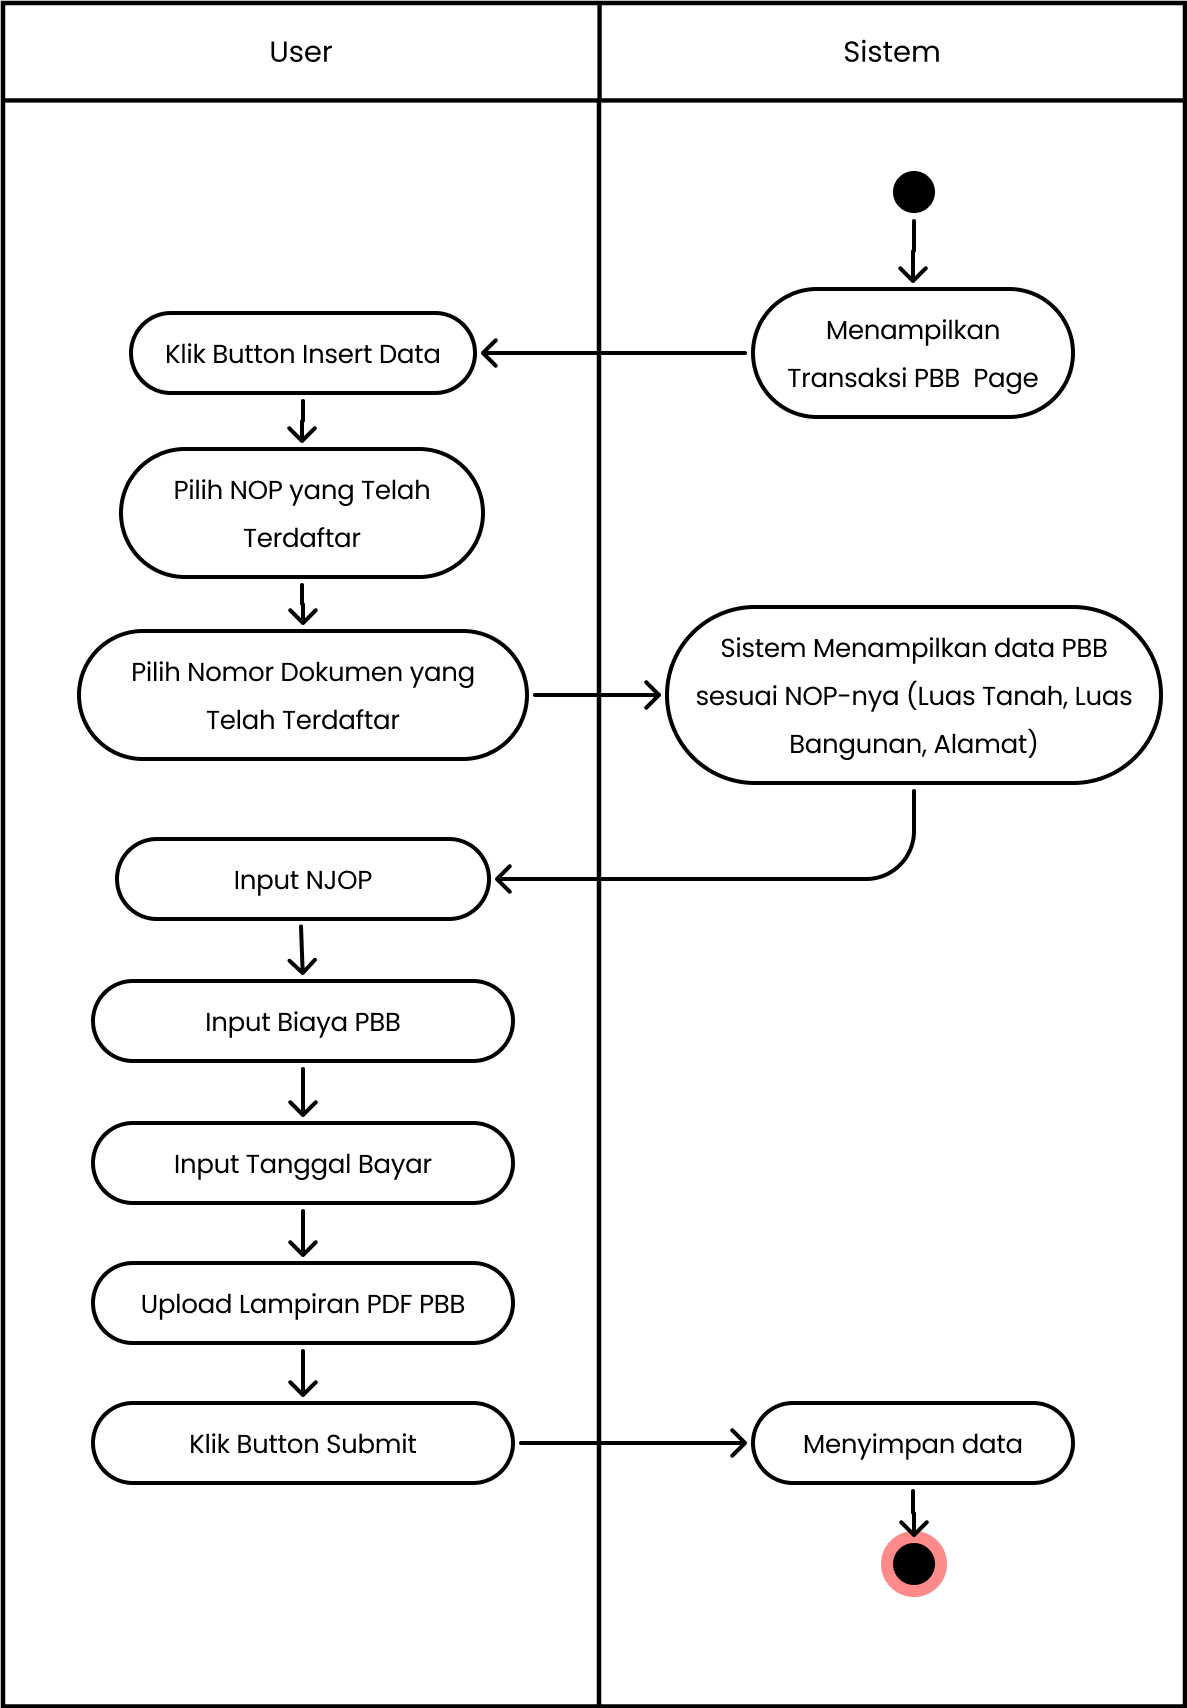 User
Sistem
Menampilkan
Transaksi PBB  Page
Klik Button Insert Data
Pilih NOP yang Telah
Terdaftar
Pilih Nomor Dokumen yang
Telah Terdaftar
Sistem Menampilkan data PBB
sesuai NOP-nya (Luas Tanah, Luas
Bangunan, Alamat)
Input NJOP
Input Biaya PBB
Input Tanggal Bayar
Upload Lampiran PDF PBB
Klik Button Submit
Menyimpan data